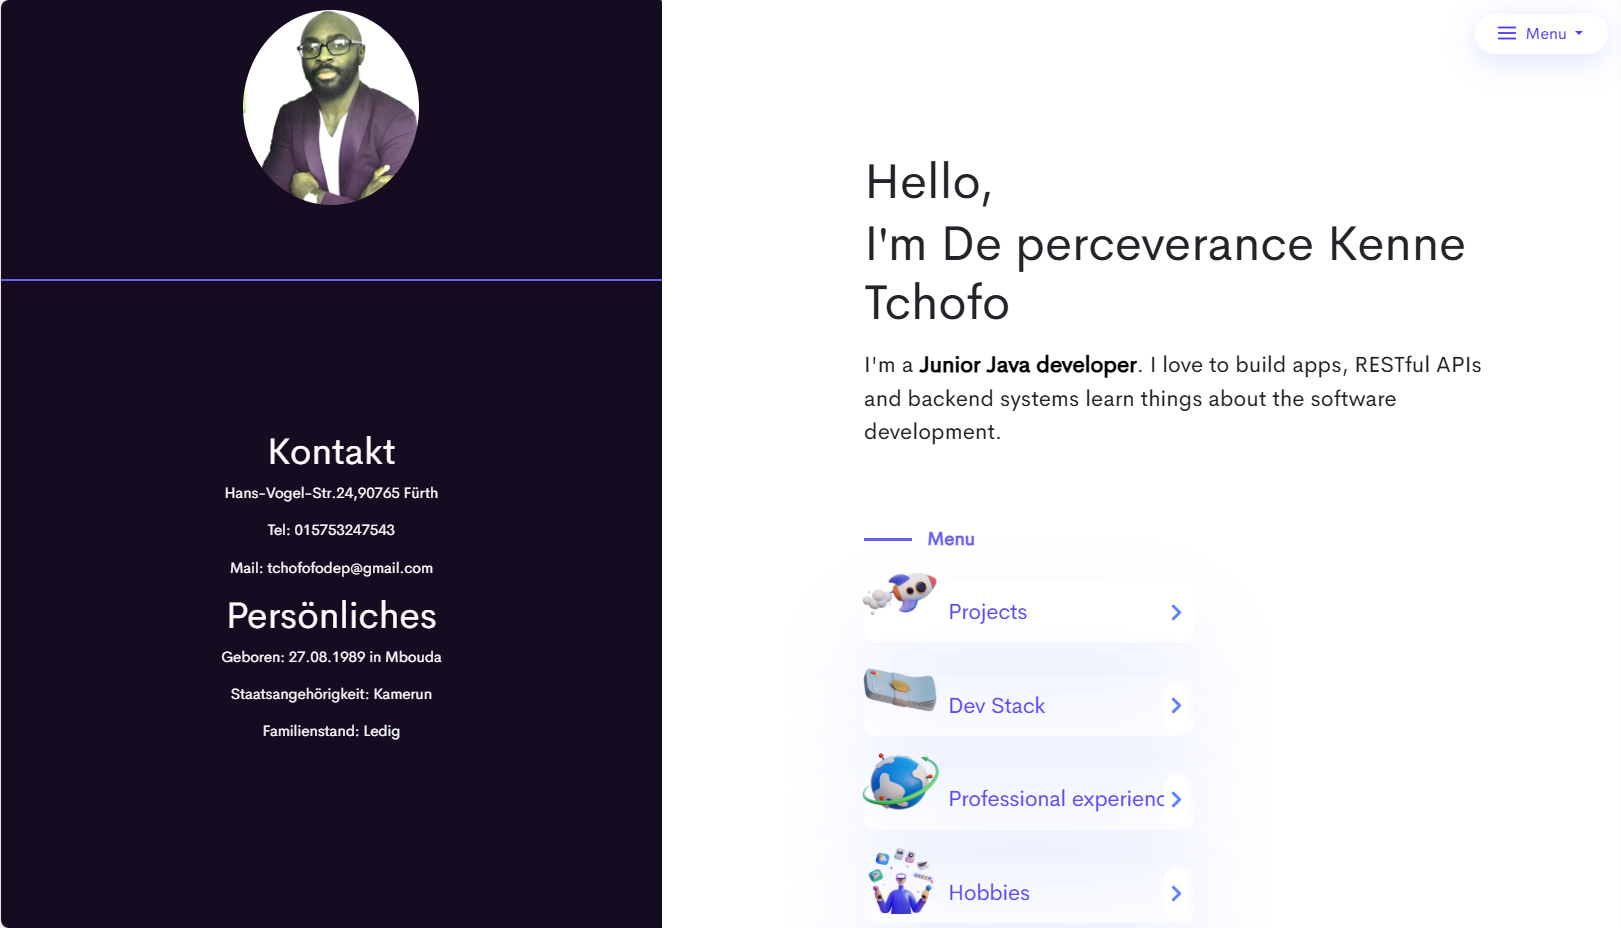 Kontakt
Hans-Vogel-Str.24,90765 Fürth
Tel: 015753247543
Mail: tchofofodep@gmail.com
Persönliches
Geboren: 27.08.1989 in Mbouda
Staatsangehörigkeit: Kamerun
Familienstand: Ledig
Menu
Hello,
I'm De perceverance Kenne
Tchofo
I'm a Junior Java developer. I love to build apps, RESTful APIs
and backend systems learn things about the software
development.
Menu
Projects
Dev Stack
Professional experienc
Hobbies